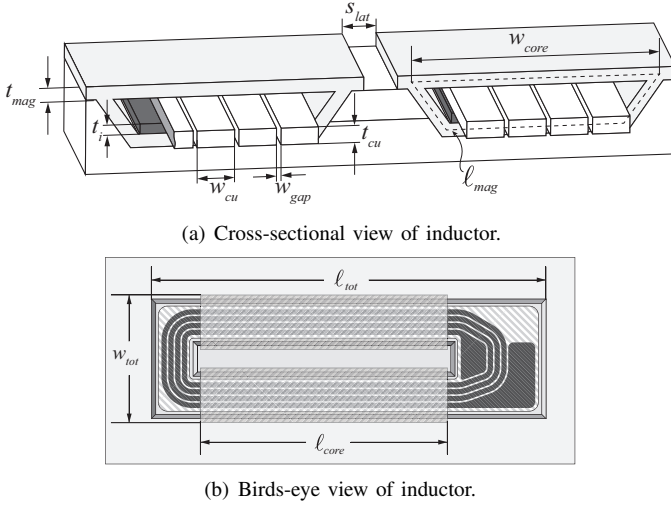 s_lat
w_core
t_mag
t_i
t_cu
w_cu
w_gap
ℓ_mag
(a) Cross-sectional view of inductor.
ℓ_tot
w_tot
ℓ_core
(b) Birds-eye view of inductor.